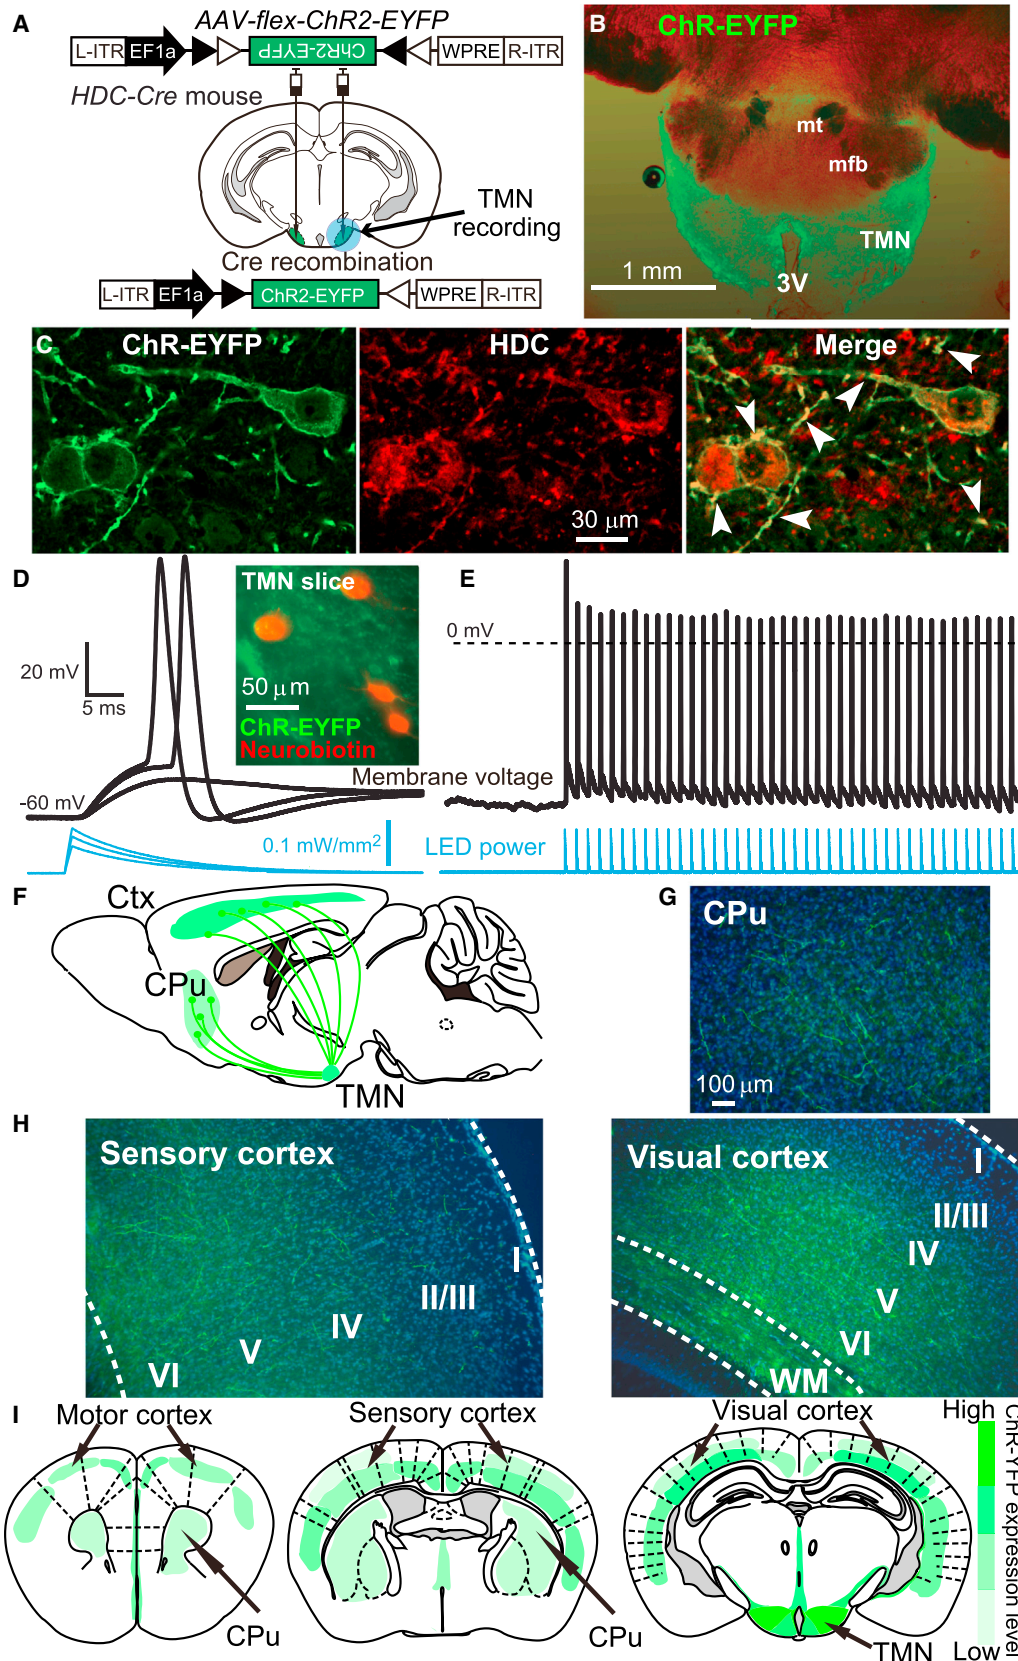 A
AAV-flex-ChR2-EYFP
L-ITR EF1a ChR2-EYFP WPRE R-ITR
HDC-Cre mouse
TMN
recording
Cre recombination
L-ITR EF1a ChR2-EYFP WPRE R-ITR
B ChR-EYFP
mt
mfb
TMN
1 mm
3V
C ChR-EYFP HDC Merge
30 μm
D
TMN slice
20 mV
5 ms
50 μm
ChR-EYFP
Neurobiotin
-60 mV
0.1 mW/mm2
E
0 mV
Membrane voltage
LED power
F
Ctx
CPu
TMN
G
CPu
100 μm
H
Sensory cortex
I
II/III
IV
V
VI
Visual cortex
I
II/III
IV
V
VI
WM
I
Motor cortex
CPu
Sensory cortex
CPu
Visual cortex
TMN
High
ChR-YFP expression level
Low